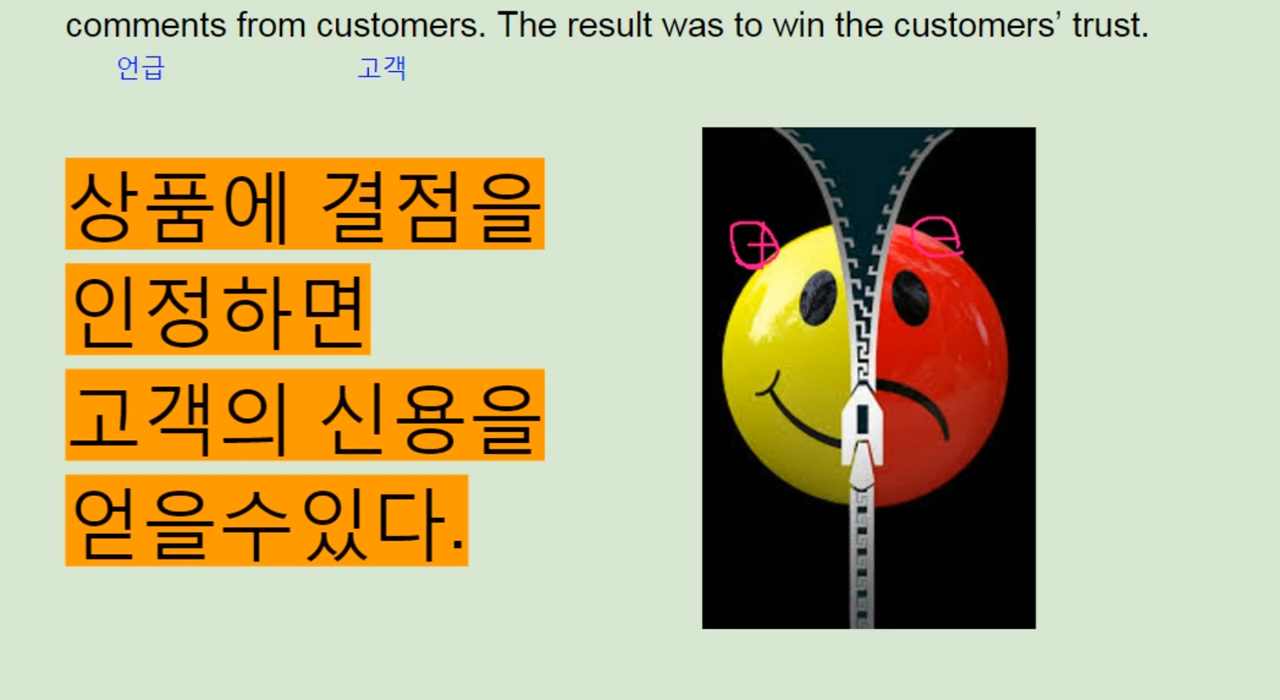 comments from customers. The result was to win the customers’ trust.
언급 고객
상품에 결점을
인정하면
고객의 신용을
얻을수있다.